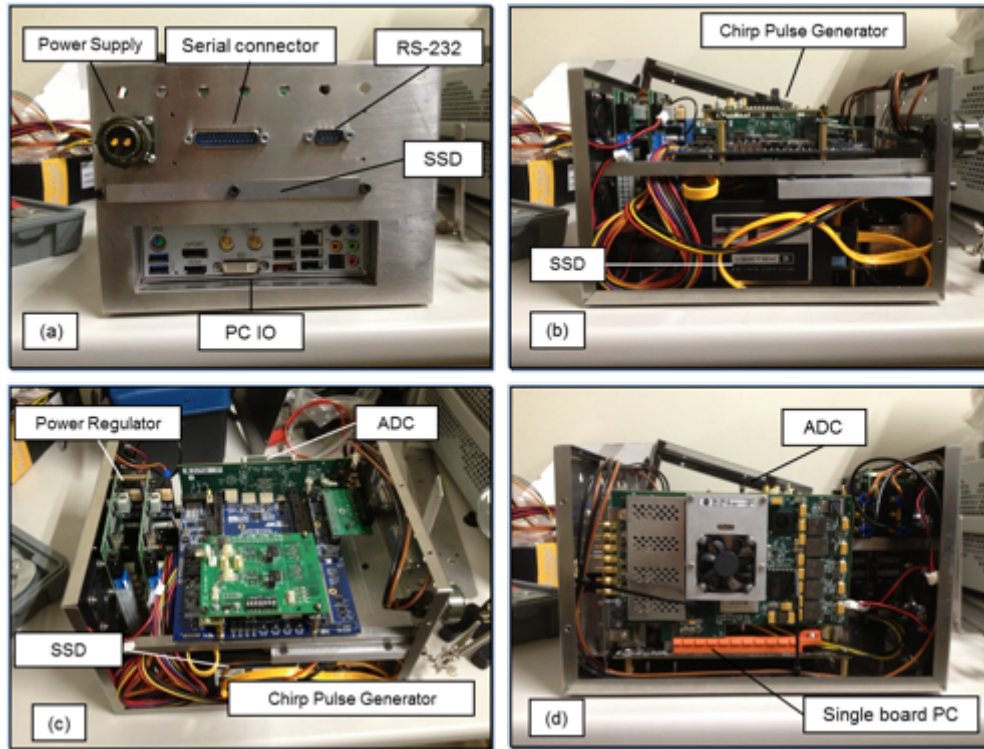 Power Supply
Serial connector
RS-232
SSD
PC IO
(a)
Chirp Pulse Generator
SSD
(b)
Power Regulator
ADC
SSD
Chirp Pulse Generator
(c)
ADC
Single board PC
(d)